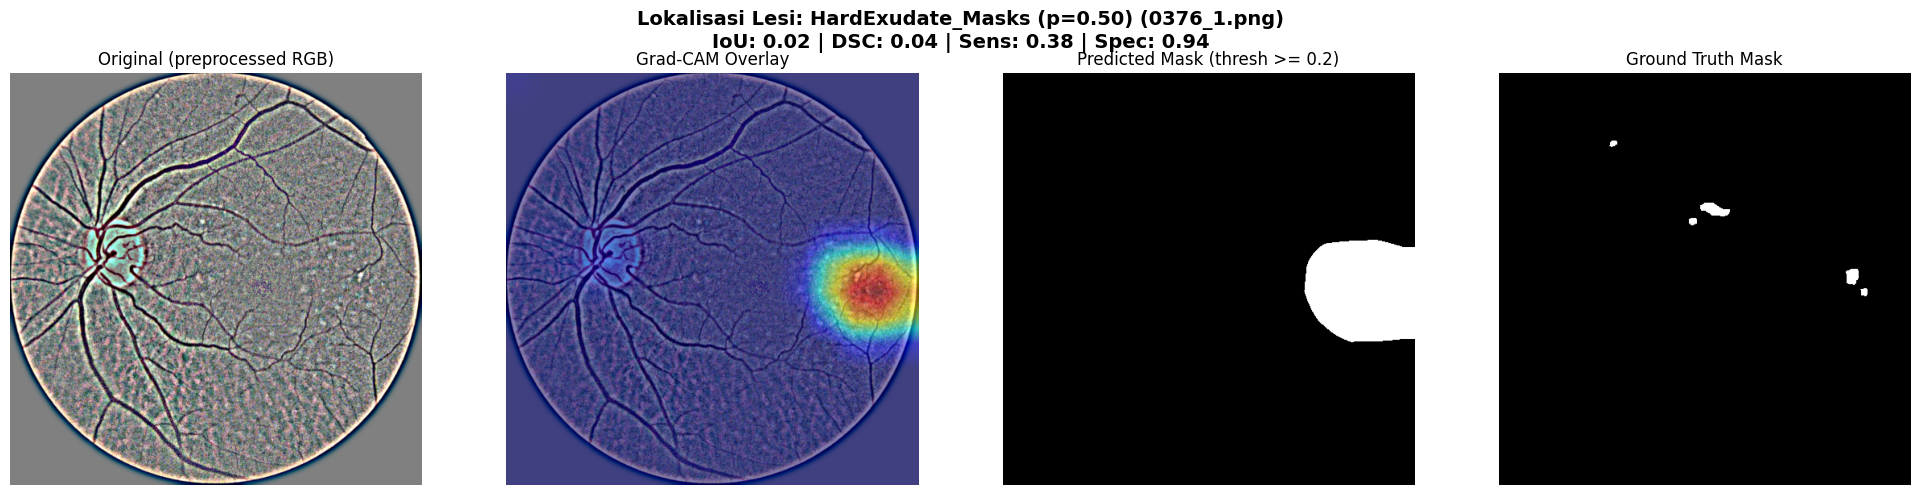 Lokalisasi Lesi: HardExudate_Masks (p=0.50) (0376_1.png)
IoU: 0.02 | DSC: 0.04 | Sens: 0.38 | Spec: 0.94
Original (preprocessed RGB)
Grad-CAM Overlay
Predicted Mask (thresh >= 0.2)
Ground Truth Mask